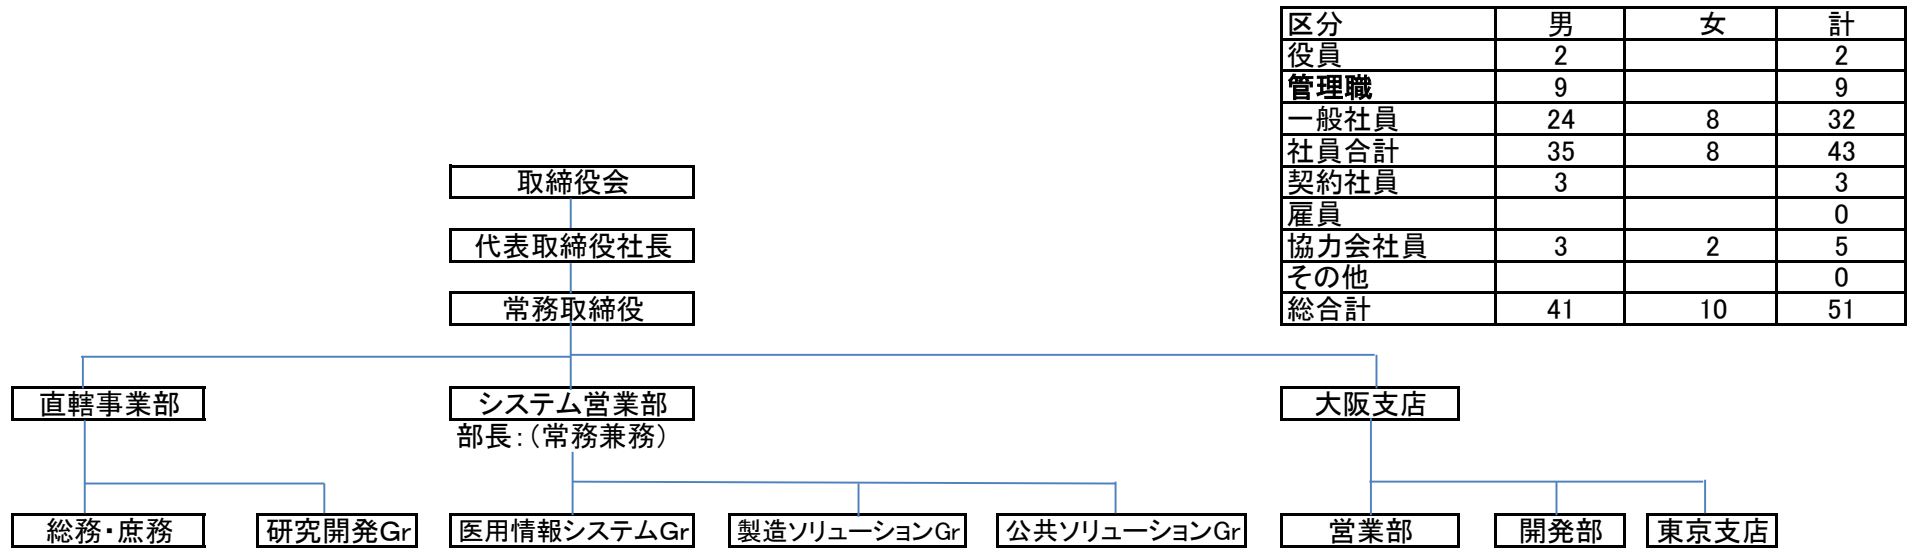 区分 男 女 計
役員 2 2
管理職 9 9
一般社員 24 8 32
社員合計 35 8 43
契約社員 3 3
雇員 0
協力会社員 3 2 5
その他 0
総合計 41 10 51
取締役会
代表取締役社長
常務取締役
直轄事業部 システム営業部 大阪支店
部長：（常務兼務）
総務・庶務 研究開発Gr 医用情報システムGr 製造ソリューションGr 公共ソリューションGr 営業部 開発部 東京支店